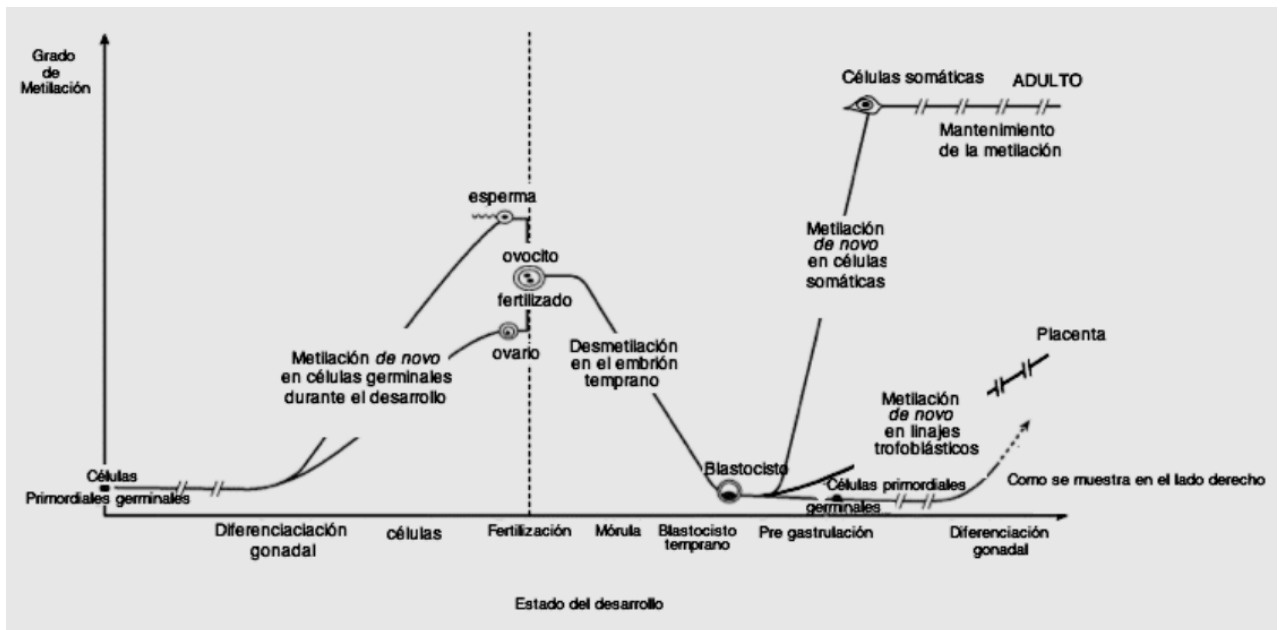 Grado
de
Metilación
Células somáticas
ADULTO
Mantenimiento
de la metilación
esperma
ovocito
fertilizado
ovario
Metilación de novo
en células germinales
durante el desarrollo
Desmetilación
en el embrión
temprano
Metilación
de novo
en células
somáticas
Placenta
Metilación
de novo
en linajes
trofoblásticos
Células
Primordiales germinales
Blastocisto
Células primordiales
germinales
Como se muestra en el lado derecho
Diferenciaciación
gonadal
células
Fertilización
Mórula
Blastocisto
temprano
Pre gastrulación
Diferenciación
gonadal
Estado del desarrollo